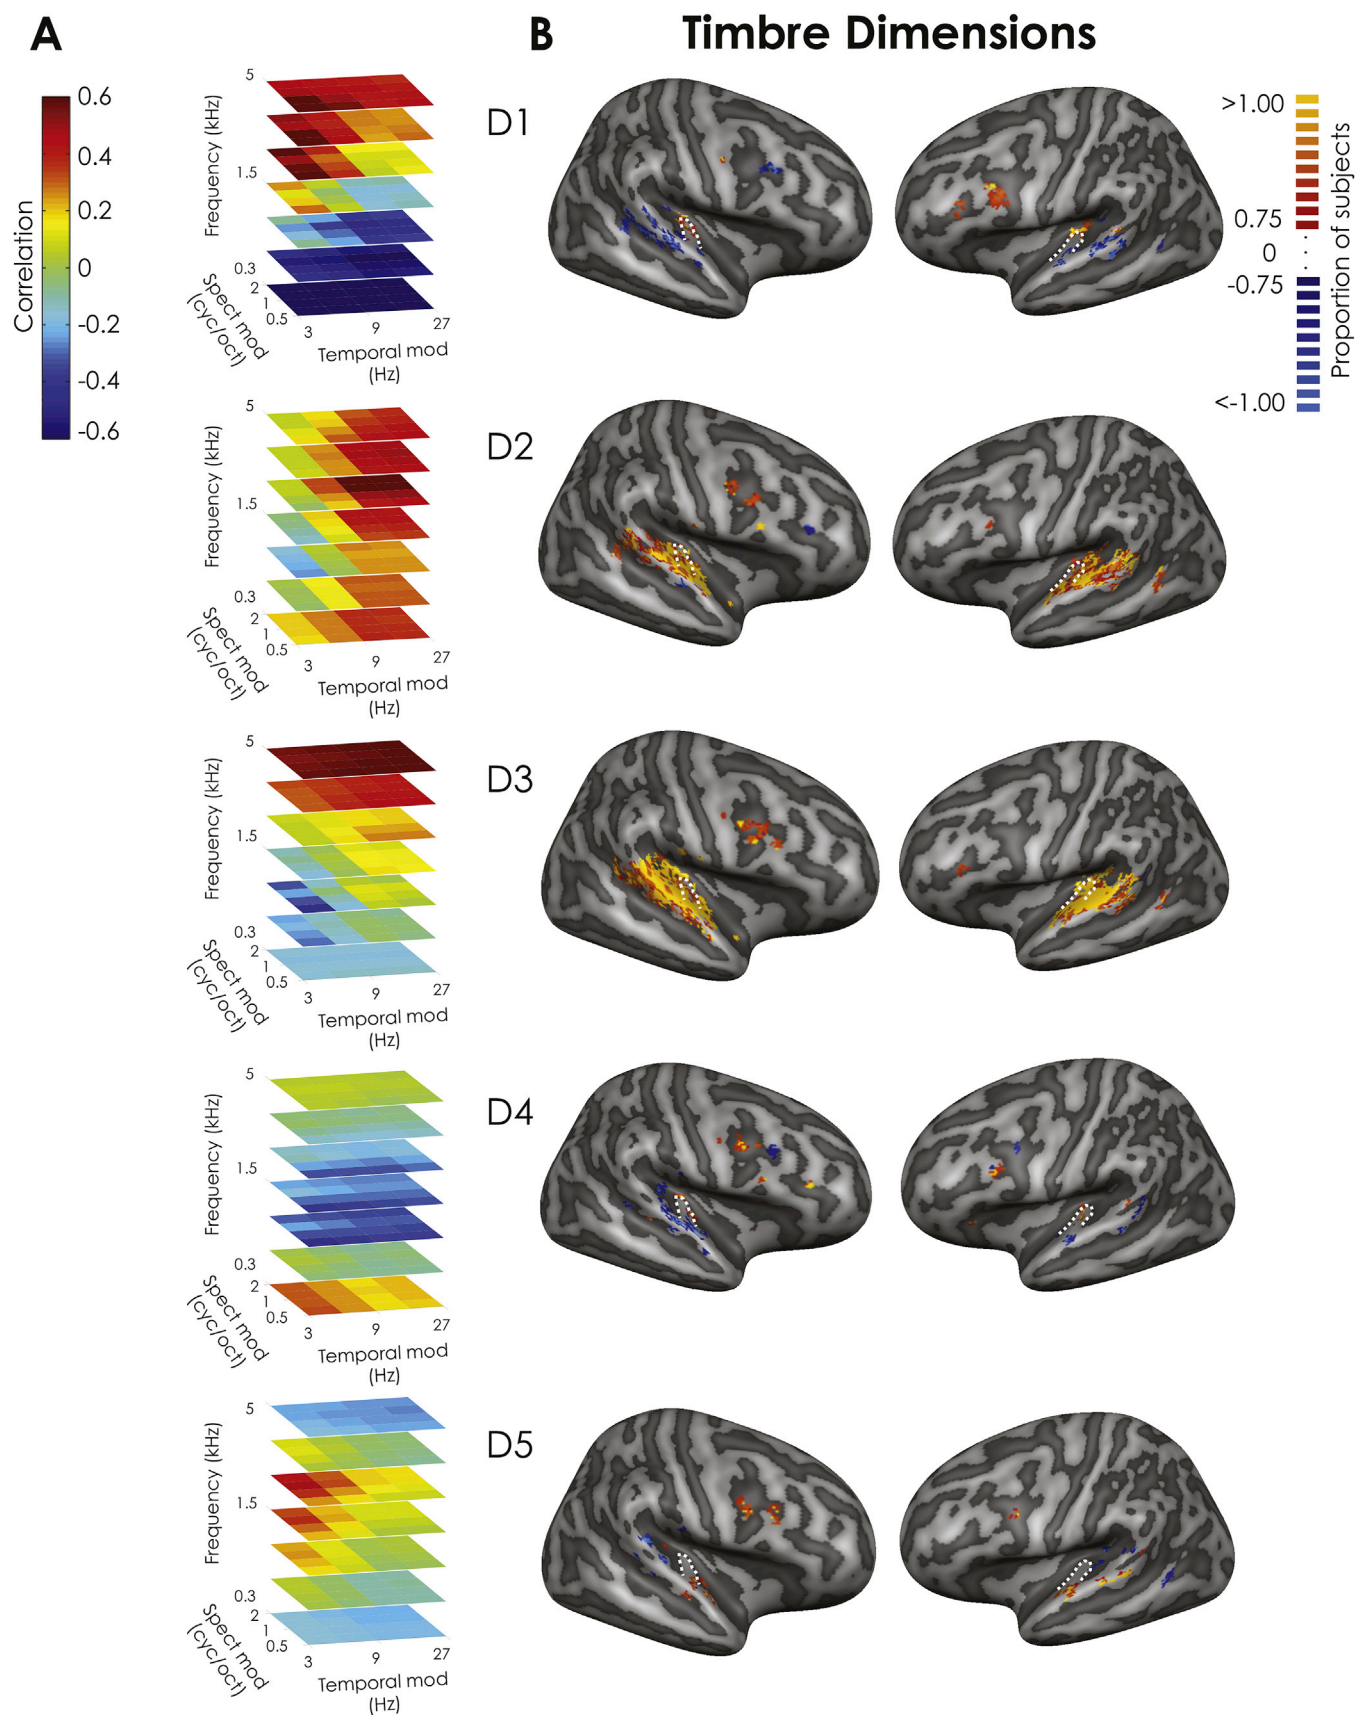 A
B
Timbre Dimensions
0.6
0.4
0.2
0
-0.2
-0.4
-0.6
Correlation
5
1.5
0.3
Frequency (kHz)
2
1
0.5
Spect mod
(cyc/oct)
3
9
27
Temporal mod
(Hz)
D1
>1.00
0.75
0
-0.75
<-1.00
Proportion of subjects
5
1.5
0.3
Frequency (kHz)
2
1
0.5
Spect mod
(cyc/oct)
3
9
27
Temporal mod
(Hz)
D2
5
1.5
0.3
Frequency (kHz)
2
1
0.5
Spect mod
(cyc/oct)
3
9
27
Temporal mod
(Hz)
D3
5
1.5
0.3
Frequency (kHz)
2
1
0.5
Spect mod
(cyc/oct)
3
9
27
Temporal mod
(Hz)
D4
5
1.5
0.3
Frequency (kHz)
2
1
0.5
Spect mod
(cyc/oct)
3
9
27
Temporal mod
(Hz)
D5